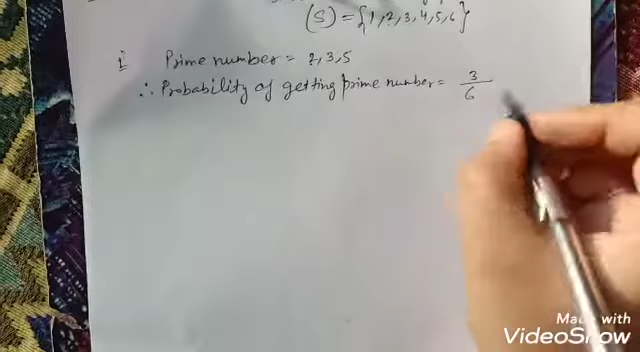 (S) = {1,2,3,4,5,6}
i Prime number = 2,3,5
∴ Probability of getting prime number = 3/6
Made with
VideoShow